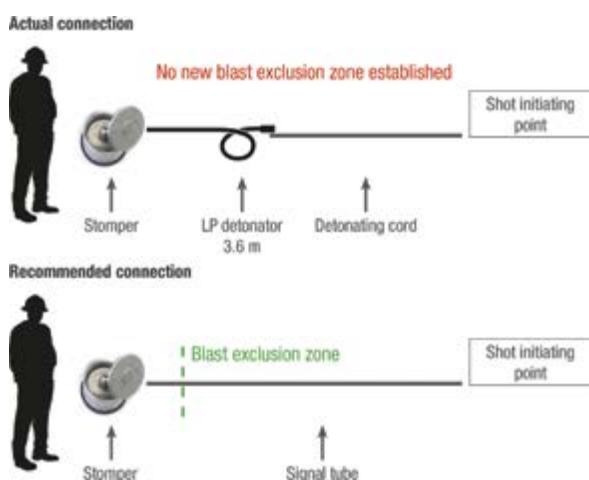 Actual connection
No new blast exclusion zone established
Shot initiating
point
Stomper
LP detonator
3.6 m
Detonating cord
Recommended connection
Blast exclusion zone
Shot initiating
point
Stomper
Signal tube